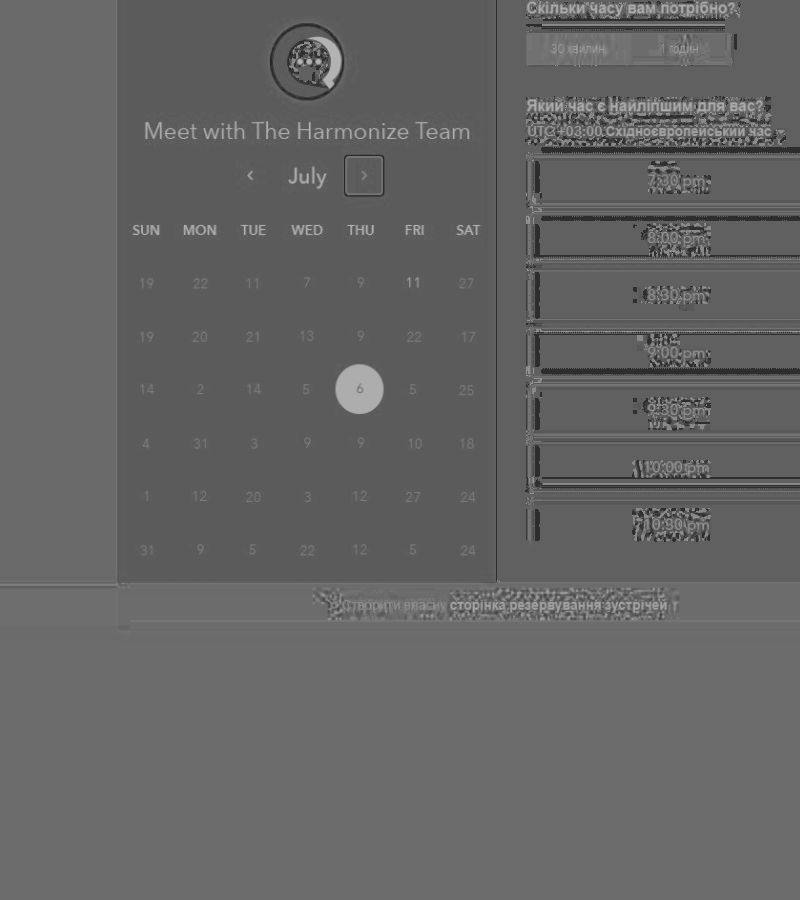 Meet with The Harmonize Team
July
SUN MON TUE WED THU FRI SAT
19 22 11 7 9 11 27
19 20 21 13 9 22 17
14 2 14 5 6 5 25
4 31 3 9 9 10 18
1 12 20 3 12 27 24
31 9 5 22 12 5 24
Скільки часу вам потрібно?
30 хвилин 1 годин
Який час є найліпшим для вас?
UTC +03:00 Східноєвропейський час
7:30 pm
8:00 pm
8:30 pm
9:00 pm
9:30 pm
10:00 pm
10:30 pm
Створити власну сторінка резервування зустрічей